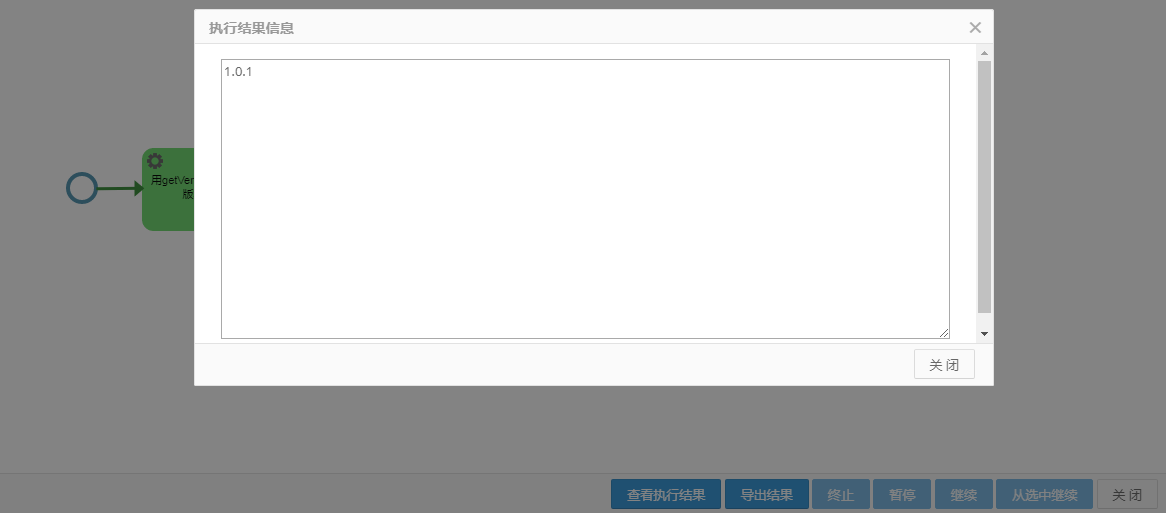 执行结果信息
1.0.1
用getVer
版
关 闭
查看执行结果
导出结果
终止
暂停
继续
从选中继续
关 闭